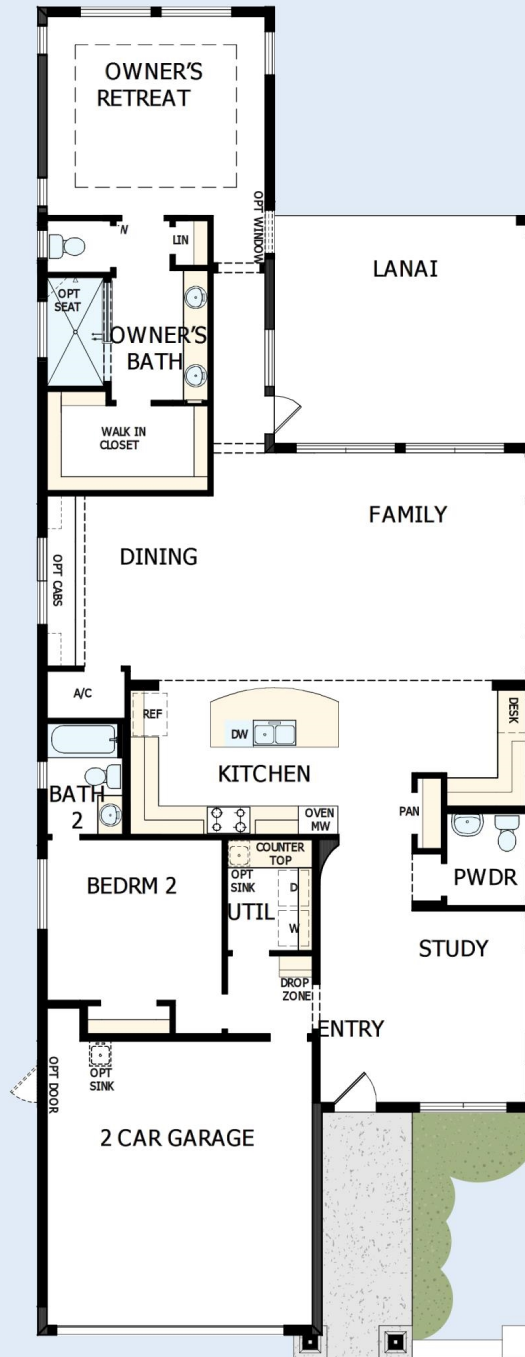 OWNER'S
RETREAT
OPT WINDOW
LIN
LANAI
OPT
SEAT
OWNER'S
BATH
WALK IN
CLOSET
FAMILY
DINING
OPT CABS
A/C
REF
DESK
DW
KITCHEN
OVEN
MW
PAN
BATH
2
COUNTER
TOP
OPT
SINK
D
W
UTIL
PWDR
BEDRM 2
STUDY
DROP
ZONE
ENTRY
OPT
SINK
OPT DOOR
2 CAR GARAGE